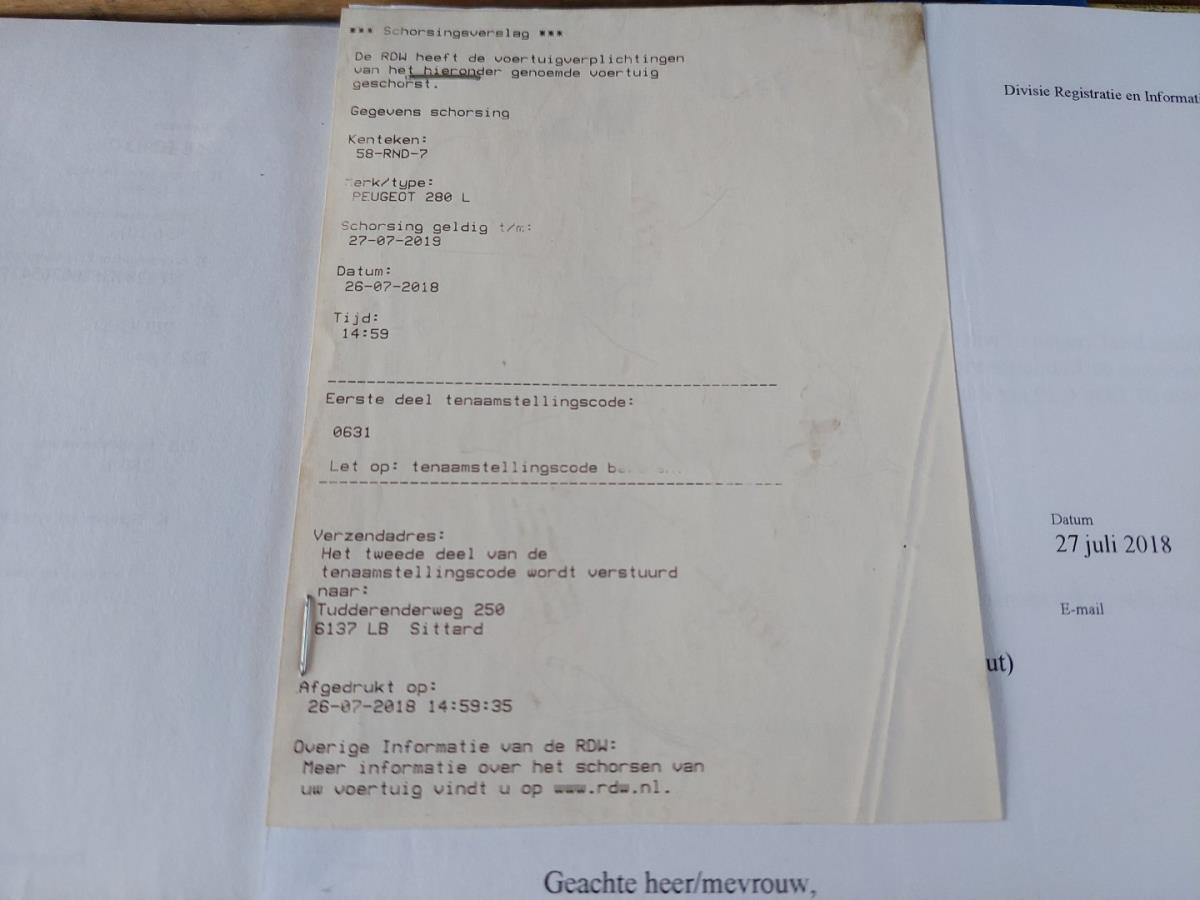 *** Schorsingsverslag ***
De RDW heeft de voertuigverplichtingen
van het hieronder genoemde voertuig
geschorst.
Gegevens schorsing
Kenteken:
58-RND-7
erk/type:
PEUGEOT 280 L
Schorsing geldig t/m:
27-07-2019
Datum:
26-07-2018
Tijd:
14:59
Eerste deel tenaamstellingscode:
0631
Let op: tenaamstellingscode
Verzendadres:
Het tweede deel van de
tenaamstellingscode wordt verstuurd
naar:
Tudderenderweg 250
6137 LB Sittard
Afgedrukt op:
26-07-2018 14:59:35
Overige Informatie van de RDW:
Meer informatie over het schorsen van
uw voertuig vindt u op www.rdw.nl.
Divisie Registratie en Informati
Datum
27 juli 2018
E-mail
ut)
Geachte heer/mevrouw,